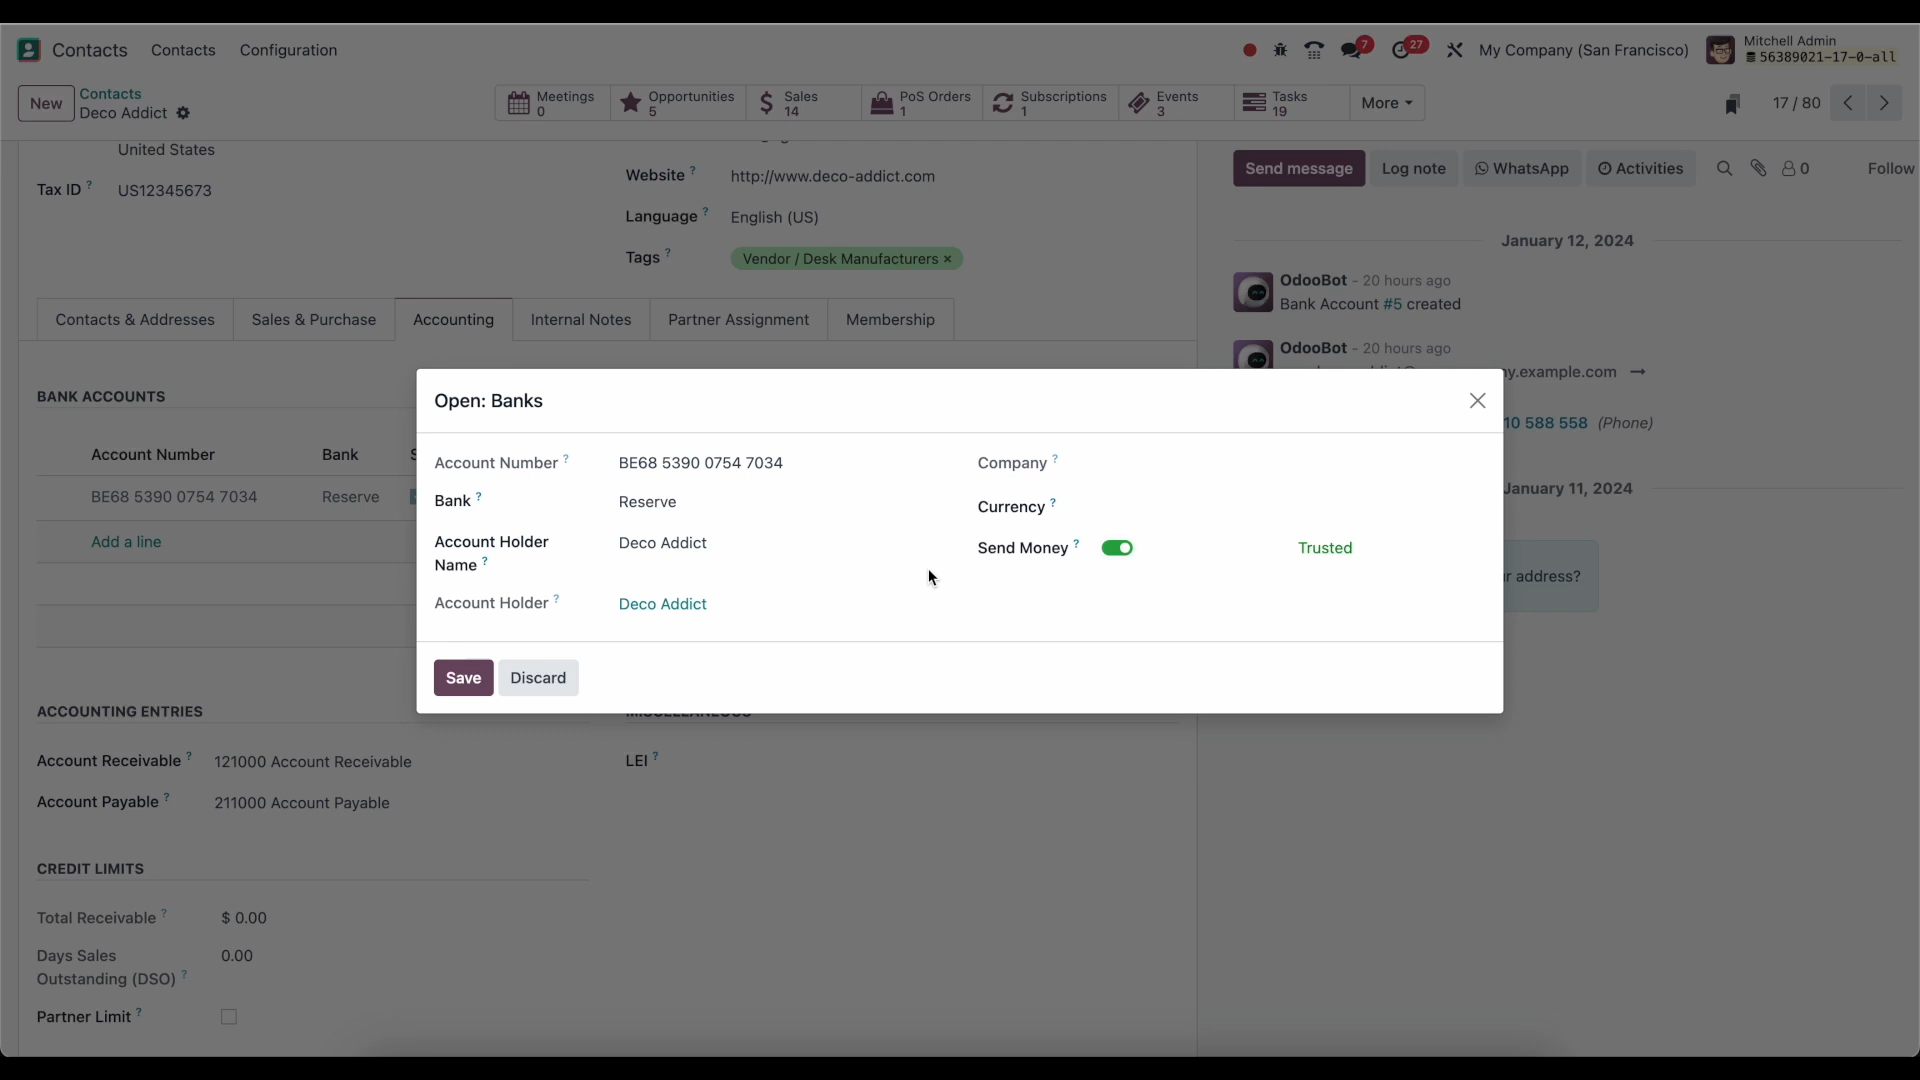 Contacts Contacts Configuration
7 27 My Company (San Francisco) Mitchell Admin
56389021-17-0-all
New Contacts
Deco Addict
Meetings 0 Opportunities 5 Sales 14 PoS Orders 1 Subscriptions 1 Events 3 Tasks 19 More
17 / 80
United States
Tax ID ? US12345673
Website ? http://www.deco-addict.com
Language ? English (US)
Tags ? Vendor / Desk Manufacturers ×
Send message Log note WhatsApp Activities 0 Follow
January 12, 2024
OdooBot - 20 hours ago
Bank Account #5 created
OdooBot - 20 hours ago
y.example.com →
10 588 558 (Phone)
January 11, 2024
r address?
Contacts & Addresses Sales & Purchase Accounting Internal Notes Partner Assignment Membership
BANK ACCOUNTS
Account Number Bank
BE68 5390 0754 7034 Reserve
Add a line
Open: Banks
Account Number ? BE68 5390 0754 7034
Bank ? Reserve
Account Holder
Name ? Deco Addict
Account Holder ? Deco Addict
Company ?
Currency ?
Send Money ? Trusted
Save Discard
ACCOUNTING ENTRIES
Account Receivable ? 121000 Account Receivable
Account Payable ? 211000 Account Payable
MISCELLANEOUS
LEI ?
CREDIT LIMITS
Total Receivable ? $ 0.00
Days Sales
Outstanding (DSO) ? 0.00
Partner Limit ?